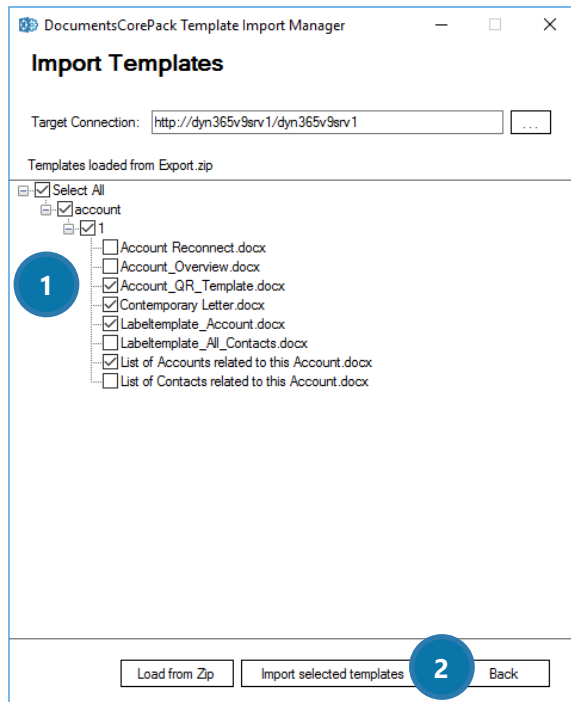 DocumentsCorePack Template Import Manager
Import Templates
Target Connection: http://dyn365v9srv1/dyn365v9srv1 ...
Templates loaded from Export.zip
Select All
account
1
Account Reconnect.docx
Account_Overview.docx
1 Account_QR_Template.docx
Contemporary Letter.docx
Labeltemplate_Account.docx
Labeltemplate_All_Contacts.docx
List of Accounts related to this Account.docx
List of Contacts related to this Account.docx
Load from Zip Import selected templates 2 Back